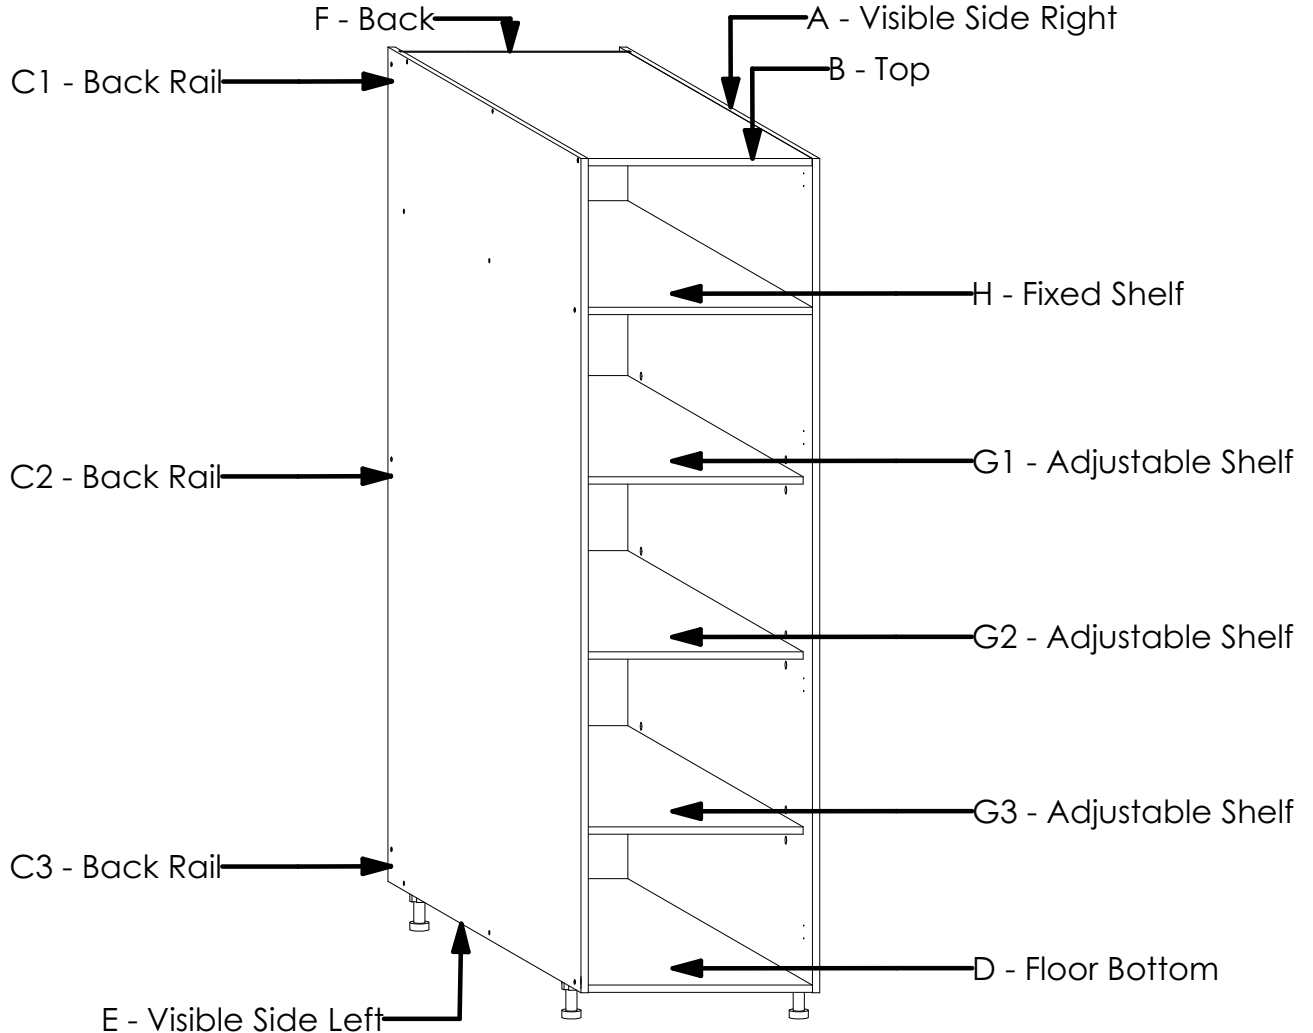 F - Back
A - Visible Side Right
C1 - Back Rail
B - Top
H - Fixed Shelf
C2 - Back Rail
G1 - Adjustable Shelf
G2 - Adjustable Shelf
G3 - Adjustable Shelf
C3 - Back Rail
D - Floor Bottom
E - Visible Side Left